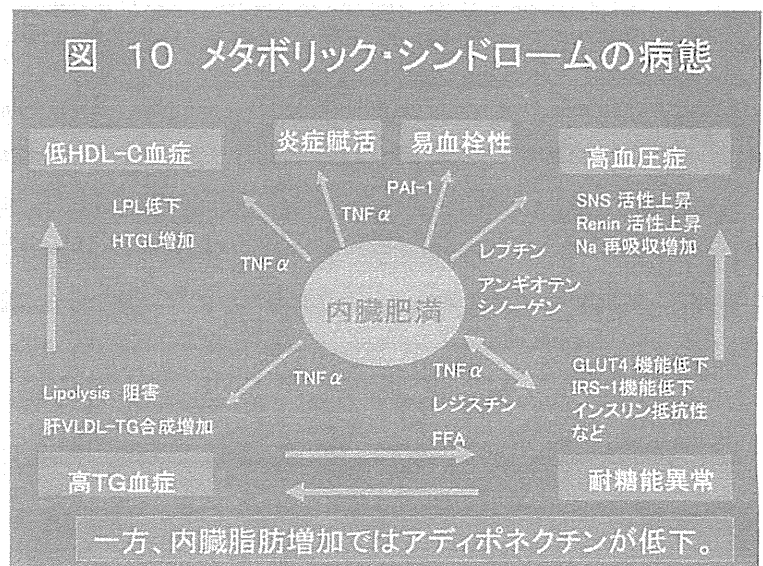 図 10 メタボリック・シンドロームの病態
低HDL-C血症
炎症賦活
易血栓性
高血圧症
LPL低下
HTGL増加
TNFα
TNFα
PAI-1
SNS 活性上昇
Renin 活性上昇
Na 再吸収増加
レプチン
アンギオテン
シノーゲン
内臓肥満
Lipolysis 阻害
肝VLDL-TG合成増加
TNFα
TNFα
レジスチン
FFA
GLUT4 機能低下
IRS-1機能低下
インスリン抵抗性
など
高TG血症
耐糖能異常
一方、内臓脂肪増加ではアディポネクチンが低下。